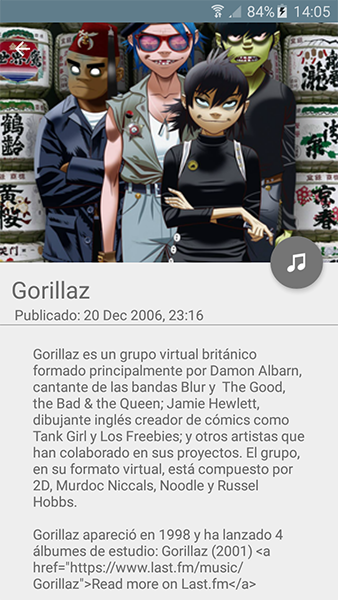 84% 14:05
鶴齢
黄桜
Gorillaz
Publicado: 20 Dec 2006, 23:16
Gorillaz es un grupo virtual británico
formado principalmente por Damon Albarn,
cantante de las bandas Blur y  The Good,
the Bad & the Queen; Jamie Hewlett,
dibujante inglés creador de cómics como
Tank Girl y Los Freebies; y otros artistas que
han colaborado en sus proyectos. El grupo,
en su formato virtual, está compuesto por
2D, Murdoc Niccals, Noodle y Russel
Hobbs.
Gorillaz apareció en 1998 y ha lanzado 4
álbumes de estudio: Gorillaz (2001) <a
href="https://www.last.fm/music/
Gorillaz">Read more on Last.fm</a>